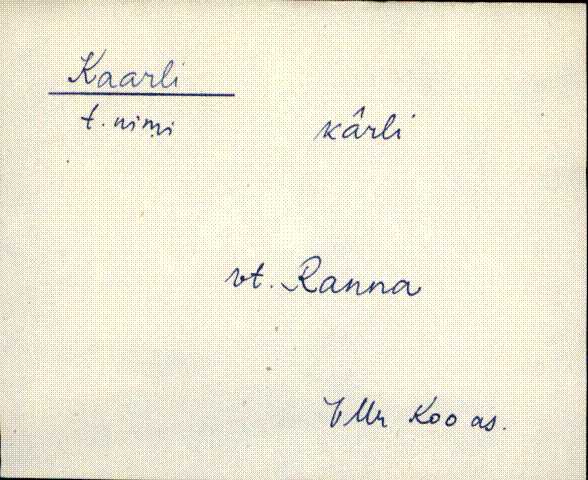 Kaarli
t. nimi kârli
vt. Ranna
VMr Koo as.